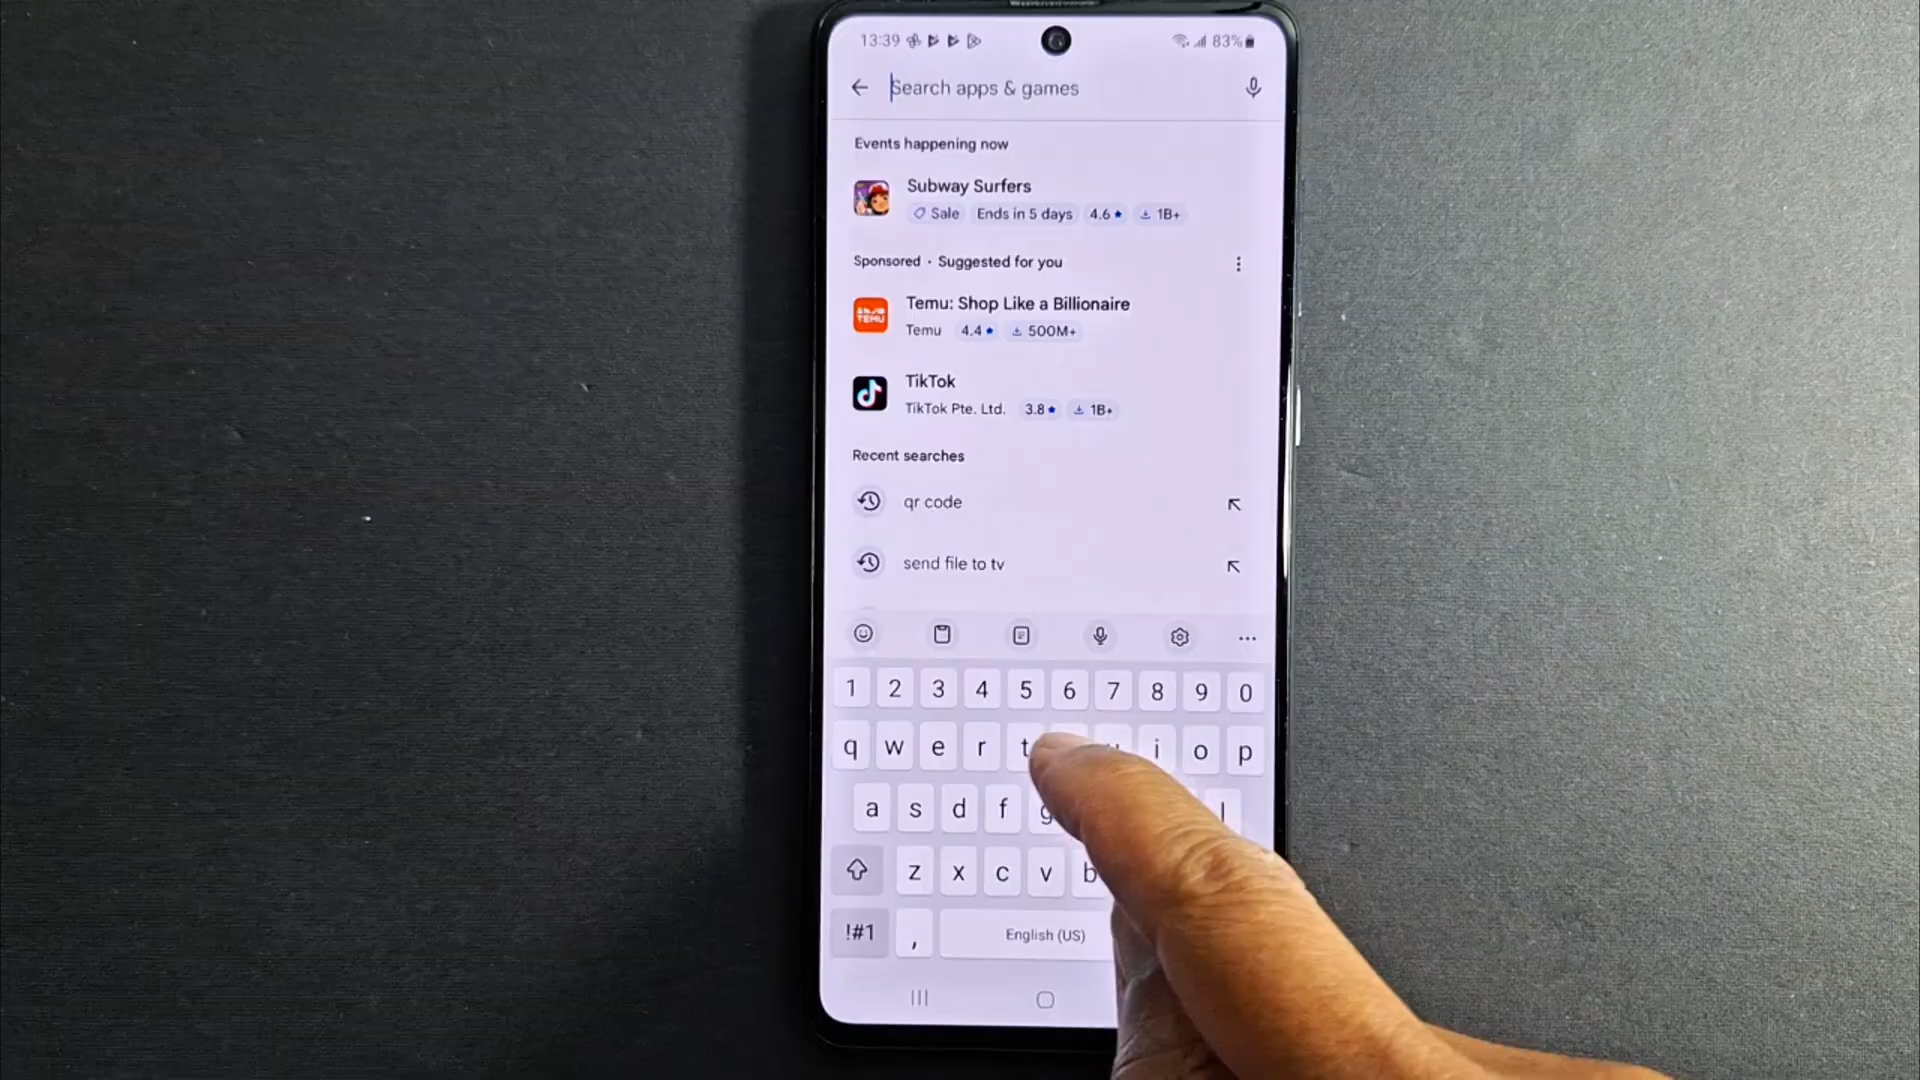 13:39 83%
Search apps & games
Events happening now
Subway Surfers
Sale Ends in 5 days 4.6★ 1B+
Sponsored · Suggested for you
Temu: Shop Like a Billionaire
TEMU
Temu 4.4★ 500M+
TikTok
TikTok Pte. Ltd. 3.8★ 1B+
Recent searches
qr code
send file to tv
1 2 3 4 5 6 7 8 9 0
q w e r t i o p
a s d f g l
z x c v b
!#1 , English (US)